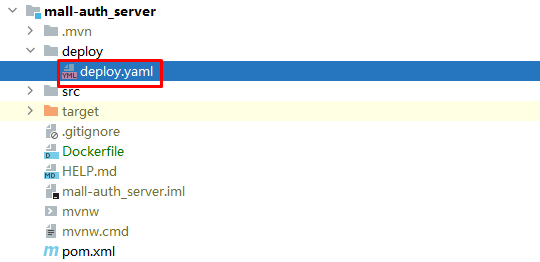 mall-auth_server
.mvn
deploy
YML deploy.yaml
src
target
.gitignore
D Dockerfile
MD HELP.md
mall-auth_server.iml
mvnw
mvnw.cmd
m pom.xml